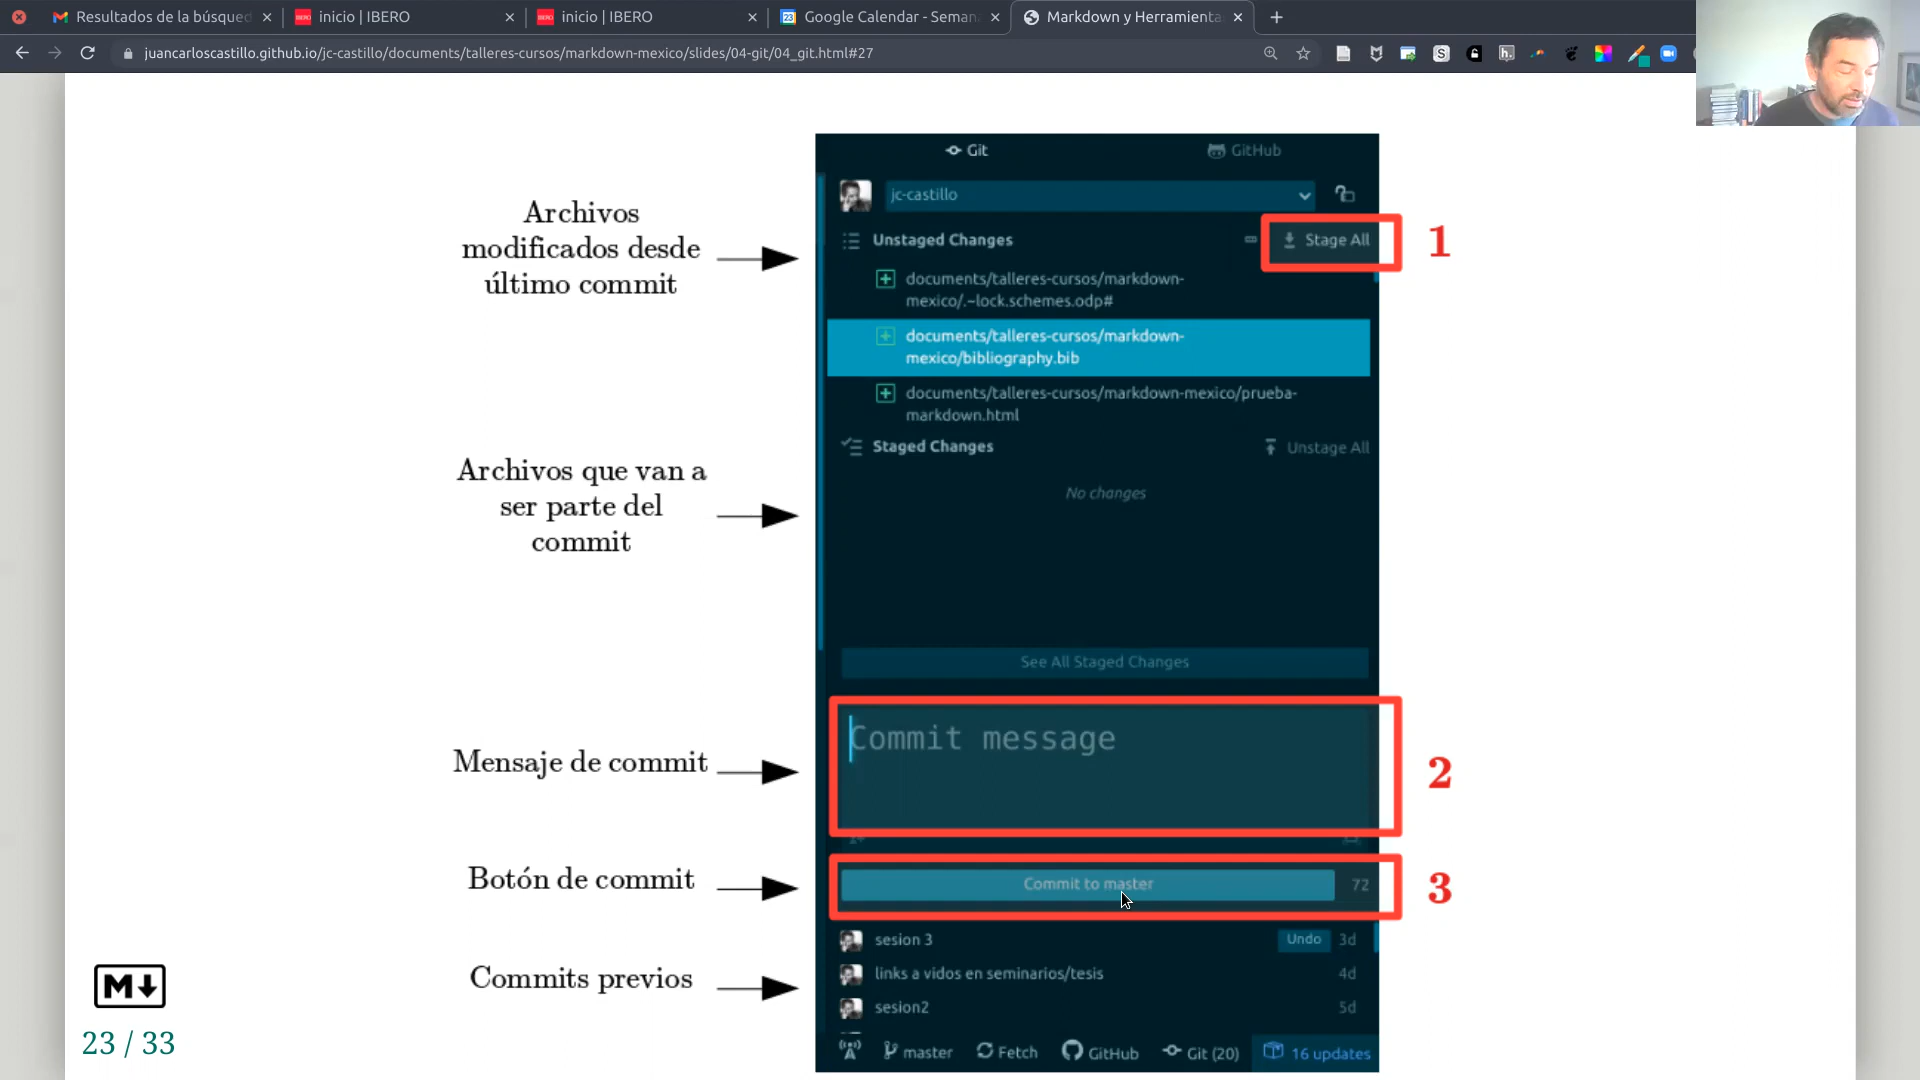 Resultados de la búsqued
inicio | IBERO
inicio | IBERO
Google Calendar - Seman
Markdown y Herramienta
juancarloscastillo.github.io/jc-castillo/documents/talleres-cursos/markdown-mexico/slides/04-git/04_git.html#27
Git
GitHub
jc-castillo
Archivos
modificados desde
último commit
Unstaged Changes
Stage All
1
documents/talleres-cursos/markdown-
mexico/.~lock.schemes.odp#
documents/talleres-cursos/markdown-
mexico/bibliography.bib
documents/talleres-cursos/markdown-mexico/prueba-
markdown.html
Archivos que van a
ser parte del
commit
Staged Changes
Unstage All
No changes
See All Staged Changes
Mensaje de commit
Commit message
2
Botón de commit
Commit to master
72
3
Commits previos
sesion 3
Undo
3d
links a vidos en seminarios/tesis
4d
sesion2
5d
master
Fetch
GitHub
Git (20)
16 updates
M
23 / 33